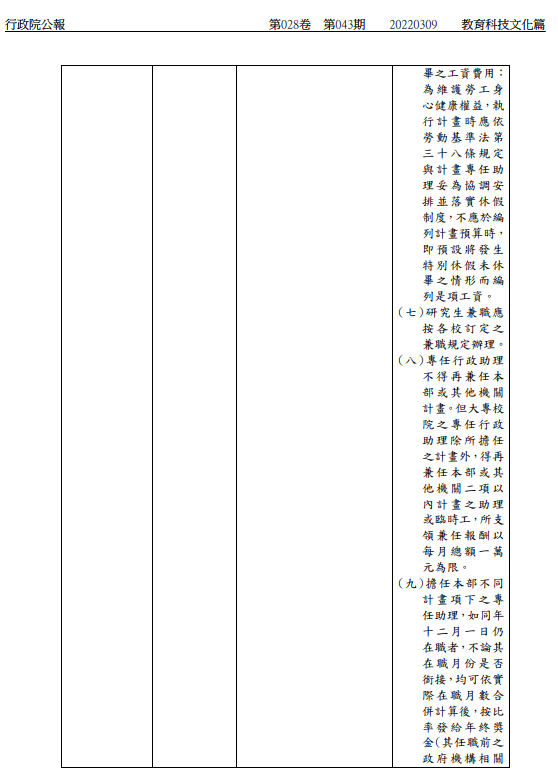 行政院公報 第028卷 第043期 20220309 教育科技文化篇
畢之工資費用：
為維護勞工身
心健康權益，執
行計畫時應依
勞動基準法第
三十八條規定
與計畫專任助
理妥為協調安
排並落實休假
制度，不應於編
列計畫預算時，
即預設將發生
特別休假未休
畢之情形而編
列是項工資。
（七）研究生兼職應
按各校訂定之
兼職規定辦理。
（八）專任行政助理
不得再兼任本
部或其他機關
計畫。但大專校
院之專任行政
助理除所擔任
之計畫外，得再
兼任本部或其
他機關二項以
內計畫之助理
或臨時工，所支
領兼任報酬以
每月總額一萬
元為限。
（九）擔任本部不同
計畫項下之專
任助理，如同年
十二月一日仍
在職者，不論其
在職月份是否
銜接，均可依實
際在職月數合
併計算後，按比
率發給年終獎
金（其任職前之
政府機構相關